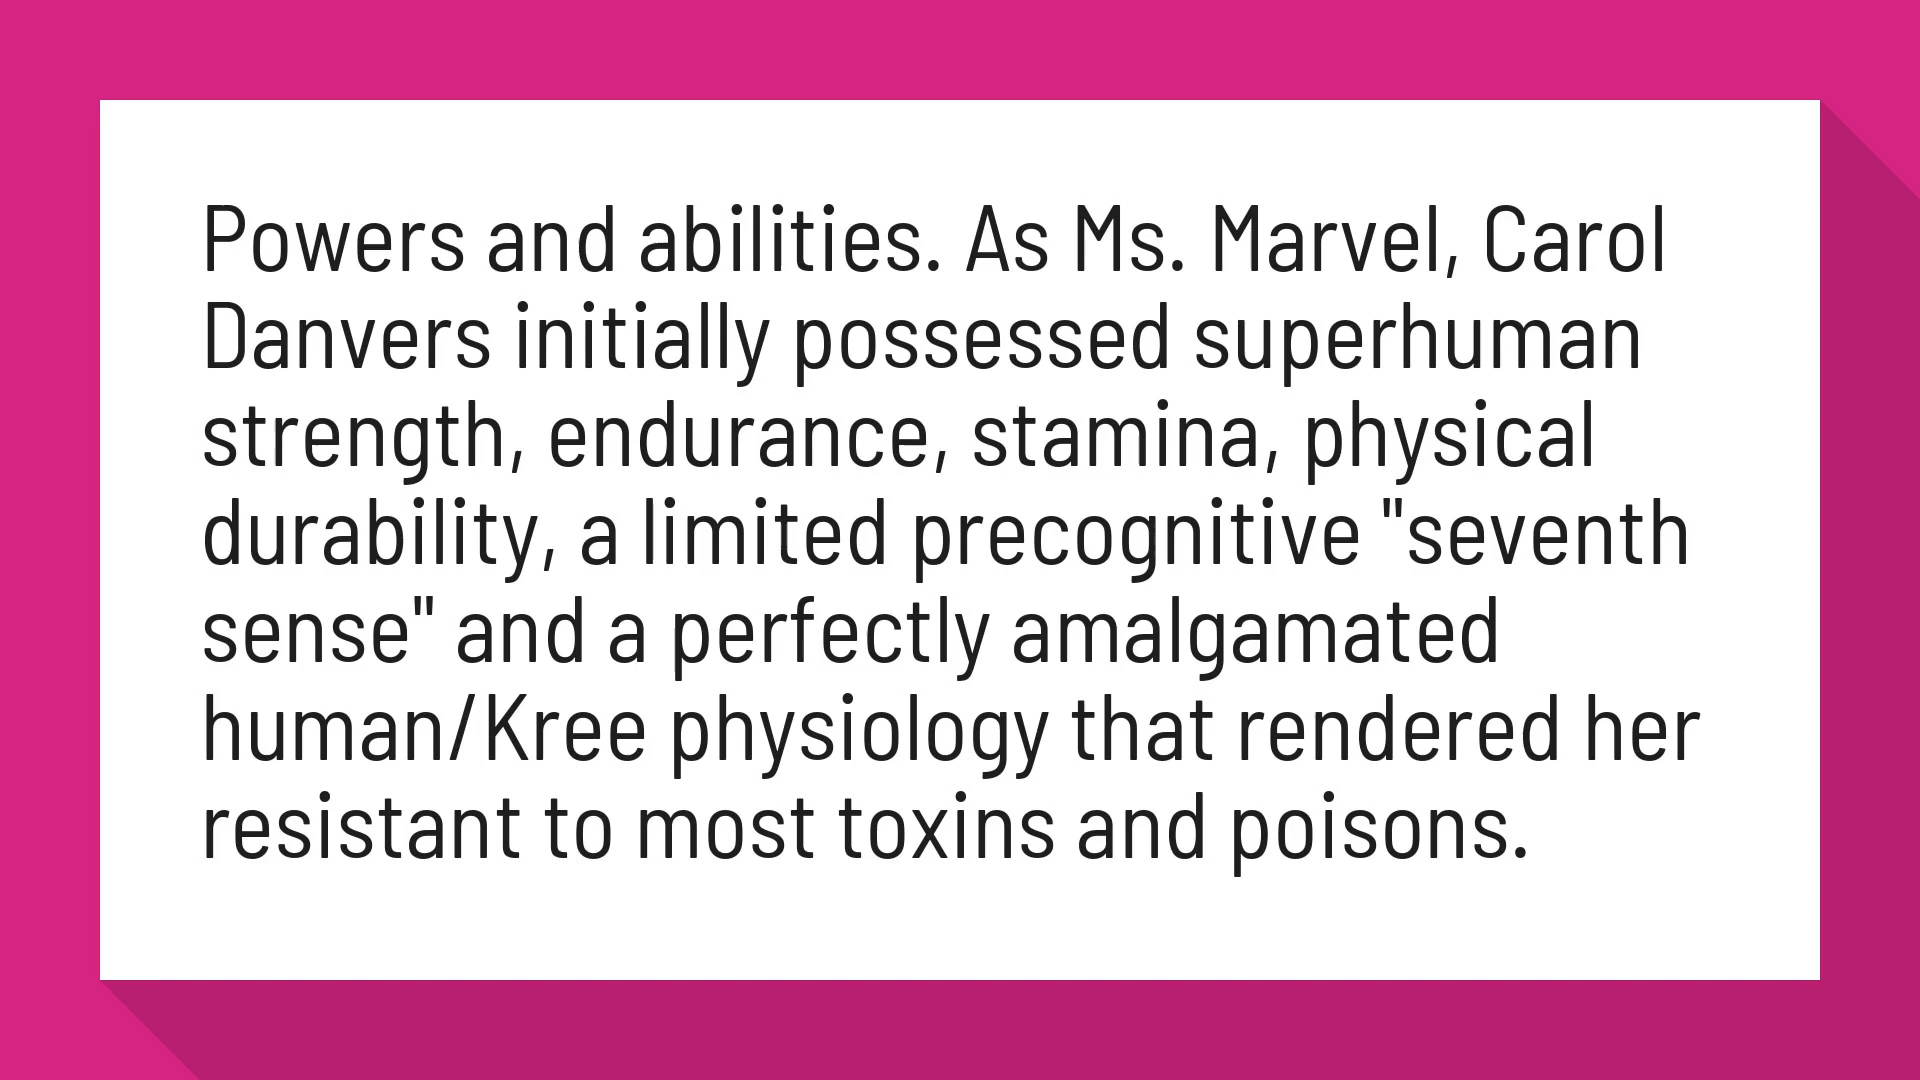 Powers and abilities. As Ms. Marvel, Carol
Danvers initially possessed superhuman
strength, endurance, stamina, physical
durability, a limited precognitive "seventh
sense" and a perfectly amalgamated
human/Kree physiology that rendered her
resistant to most toxins and poisons.